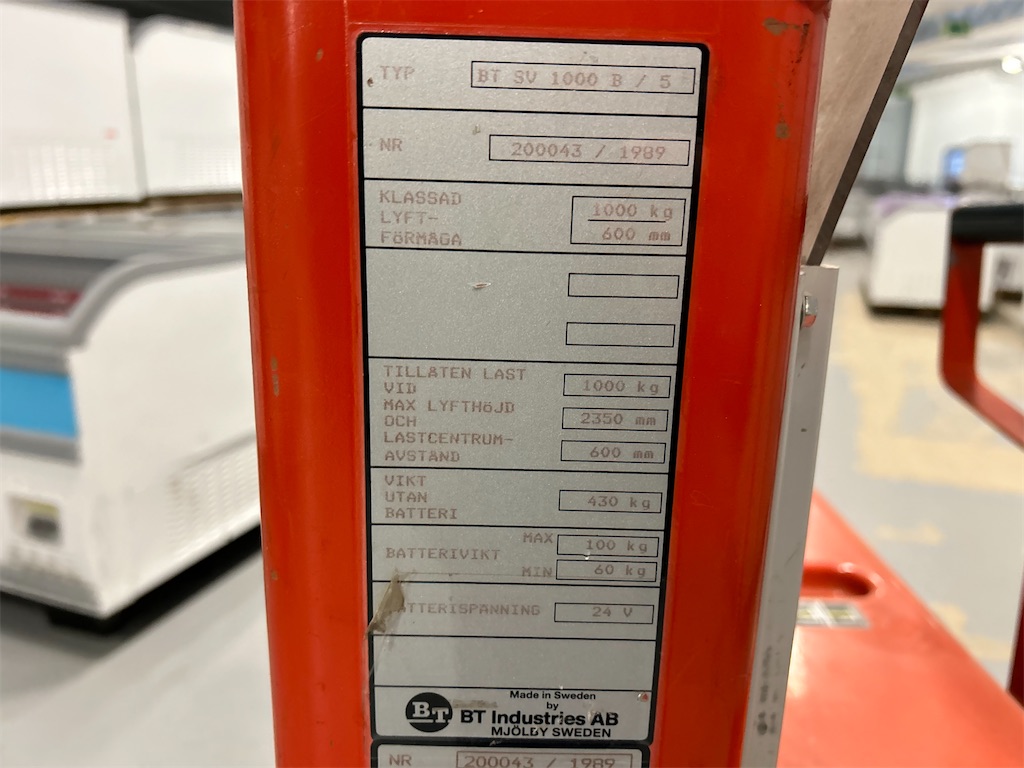 TYP BT SV 1000 B / 5
NR 200043 / 1989
KLASSAD
LYFT- 1000 kg
FÖRMÅGA 600 mm
TILLÅTEN LAST
VID 1000 kg
MAX LYFTHÖJD
OCH 2350 mm
LASTCENTRUM-
AVSTÅND 600 mm
VIKT
UTAN 430 kg
BATTERI
MAX 100 kg
BATTERIVIKT
MIN 60 kg
BATTERISPÄNNING 24 V
Made in Sweden
by
BT BT Industries AB
MJÖLBY SWEDEN
NR 200043 / 1989